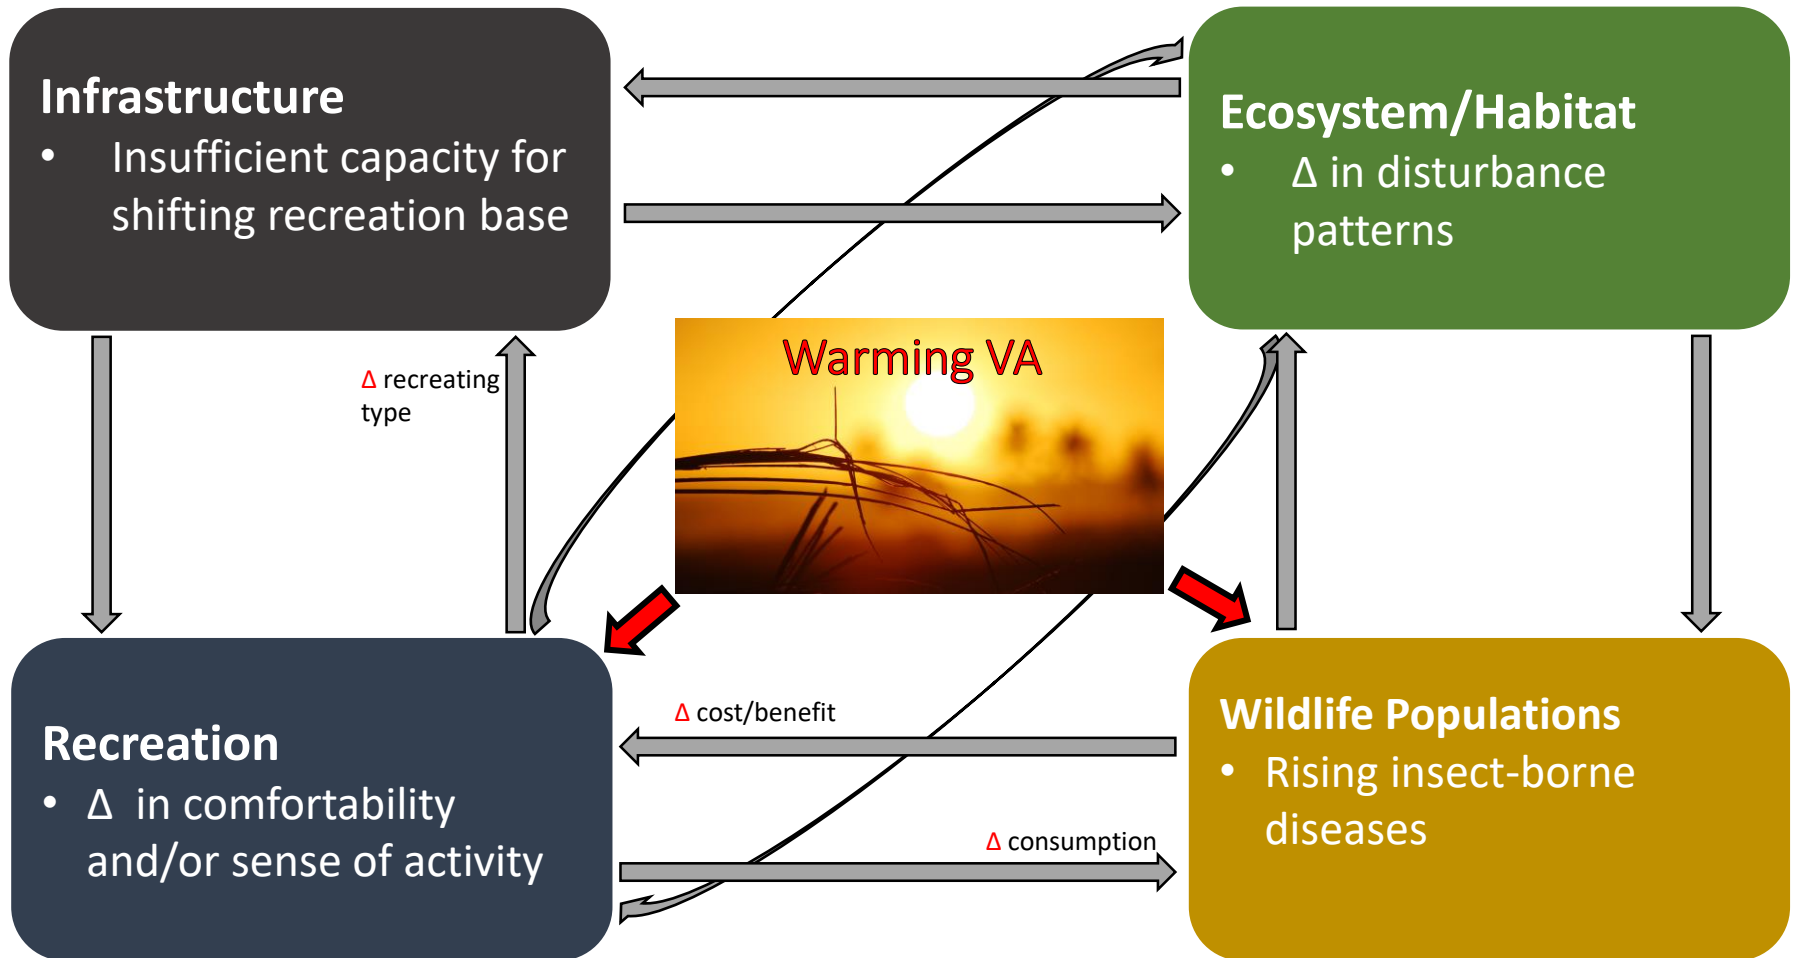 Infrastructure
• Insufficient capacity for
shifting recreation base
Ecosystem/Habitat
• Δ in disturbance
patterns
Δ recreating
type
Warming VA
Δ cost/benefit
Δ consumption
Recreation
• Δ in comfortability
and/or sense of activity
Wildlife Populations
• Rising insect-borne
diseases